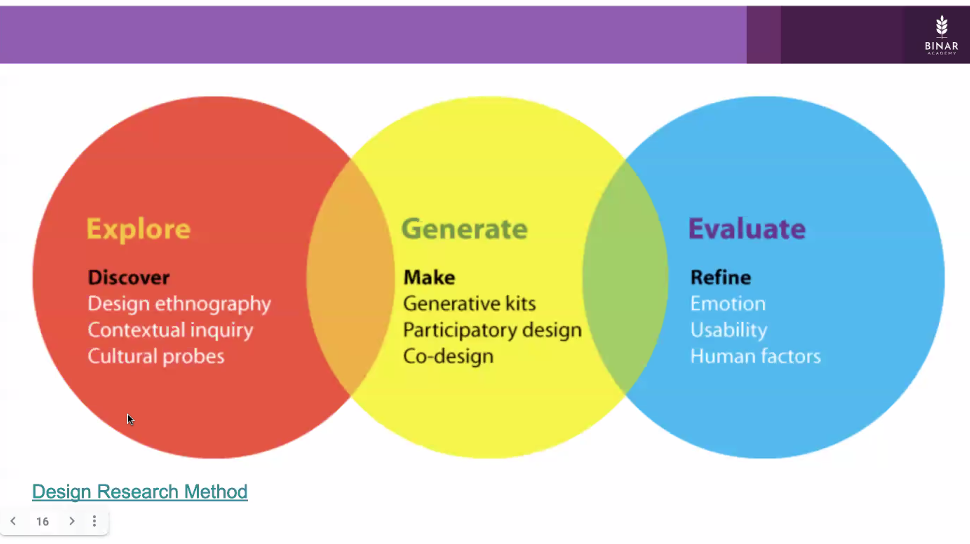 BINAR
ACADEMY
Explore
Discover
Design ethnography
Contextual inquiry
Cultural probes
Generate
Make
Generative kits
Participatory design
Co-design
Evaluate
Refine
Emotion
Usability
Human factors
Design Research Method
16